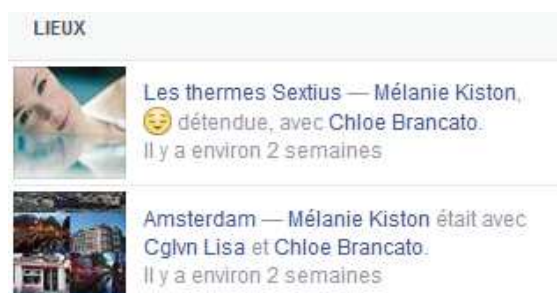 LIEUX
Les thermes Sextius — Mélanie Kiston,
détendue, avec Chloe Brancato.
Il y a environ 2 semaines
Amsterdam — Mélanie Kiston était avec
Cglvn Lisa et Chloe Brancato.
Il y a environ 2 semaines